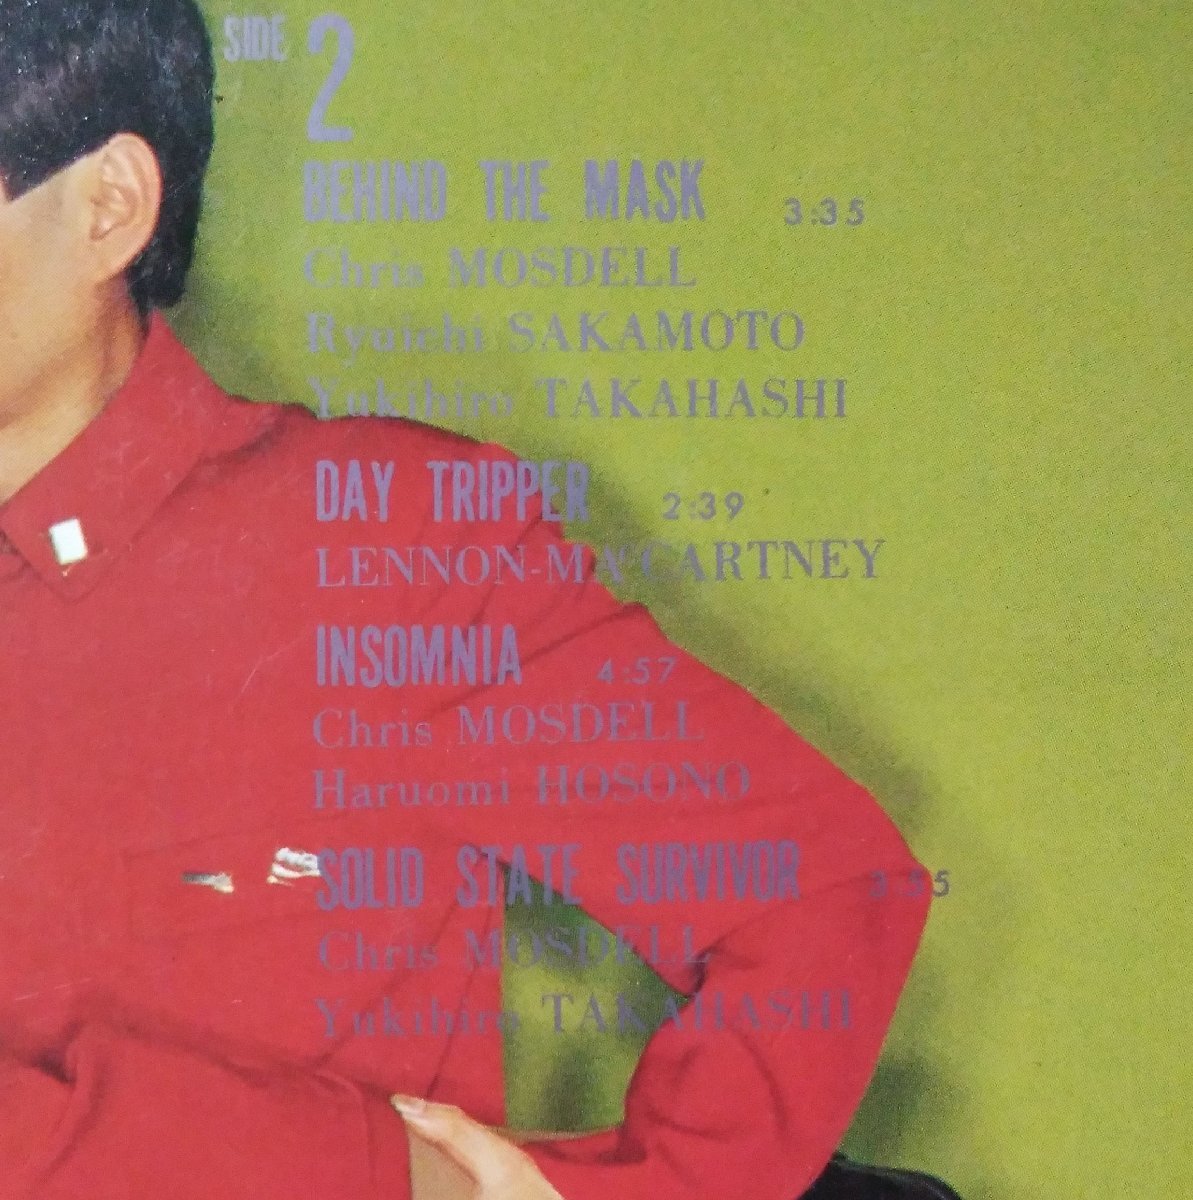 SIDE 2
BEHIND THE MASK 3:35
Chris MOSDELL
Ryuichi SAKAMOTO
Yukihiro TAKAHASHI
DAY TRIPPER 2:39
LENNON-McCARTNEY
INSOMNIA 4:57
Chris MOSDELL
Haruomi HOSONO
SOLID STATE SURVIVOR 3:55
Chris MOSDELL
Yukihiro TAKAHASHI